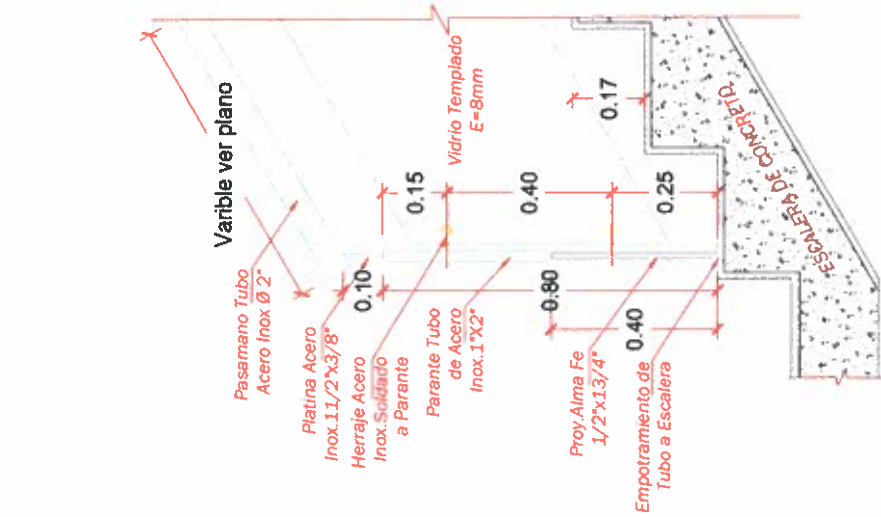 Varible ver plano
Pasamano Tubo
Acero Inox Ø 2"
Platina Acero
Inox.11/2"x3/8"
Herraje Acero
Inox.Soldado
a Parante
Parante Tubo
de Acero
Inox.1"X2"
Proy.Alma Fe
1/2"x13/4"
Empotramiento de
Tubo a Escalera
0.10
0.80
0.40
0.15
0.40
0.25
Vidrio Templado
E=8mm
0.17
ESCALERA DE CONCRETO.